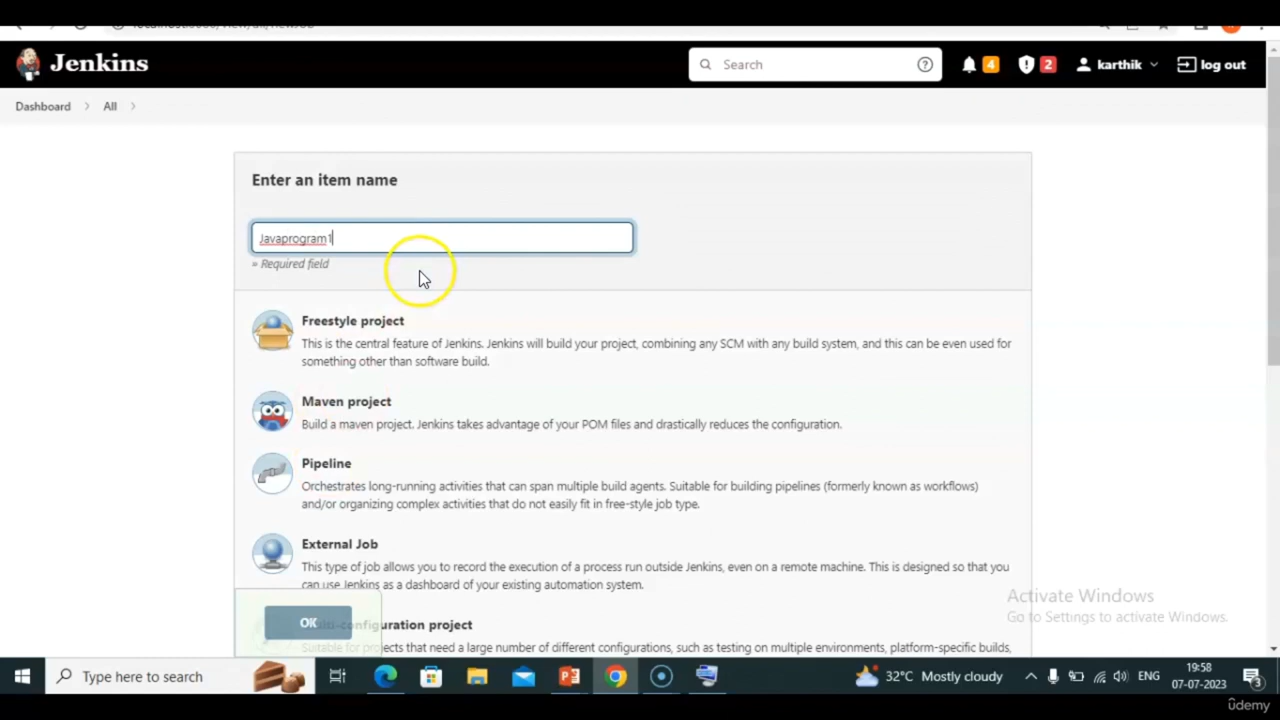 Jenkins
Search
4
2
karthik
log out
Dashboard
All
Enter an item name
Javaprogram1
» Required field
Freestyle project
This is the central feature of Jenkins. Jenkins will build your project, combining any SCM with any build system, and this can be even used for
something other than software build.
Maven project
Build a maven project. Jenkins takes advantage of your POM files and drastically reduces the configuration.
Pipeline
Orchestrates long-running activities that can span multiple build agents. Suitable for building pipelines (formerly known as workflows)
and/or organizing complex activities that do not easily fit in free-style job type.
External Job
This type of job allows you to record the execution of a process run outside Jenkins, even on a remote machine. This is designed so that you
can use Jenkins as a dashboard of your existing automation system.
OK
configuration project
Suitable for projects that need a large number of different configurations, such as testing on multiple environments, platform-specific builds,
Activate Windows
Go to Settings to activate Windows.
Type here to search
32°C Mostly cloudy
ENG
19:58
07-07-2023
3
ûdemy